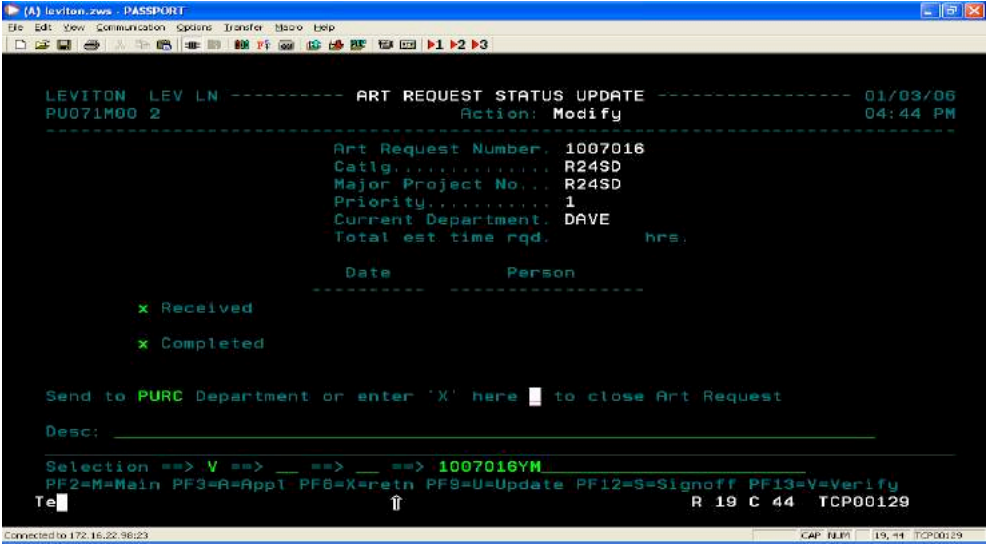 (A) leviton.zws - PASSPORT
File Edit View Communication Options Transfer Macro Help
1 2 3
LEVITON LEV LN ---------- ART REQUEST STATUS UPDATE ----------------- 01/03/06
PU071M00 2 Action: Modify 04:44 PM
Art Request Number. 1007016
Catlg.............. R24SD
Major Project No... R24SD
Priority........... 1
Current Department. DAVE
Total est time rqd. hrs.
Date Person
---------- -----------------
x Received
x Completed
Send to PURC Department or enter 'X' here _ to close Art Request
Desc: ____
Selection ==> V ==> __ ==> __ ==> 1007016YM____
PF2=M=Main PF3=A=Appl PF6=X=retn PF9=U=Update PF12=S=Signoff PF13=V=Verify
Te R 19 C 44 TCP00129
Connected to 172.16.22.98:23 CAP NUM 19, 44 TCP00129